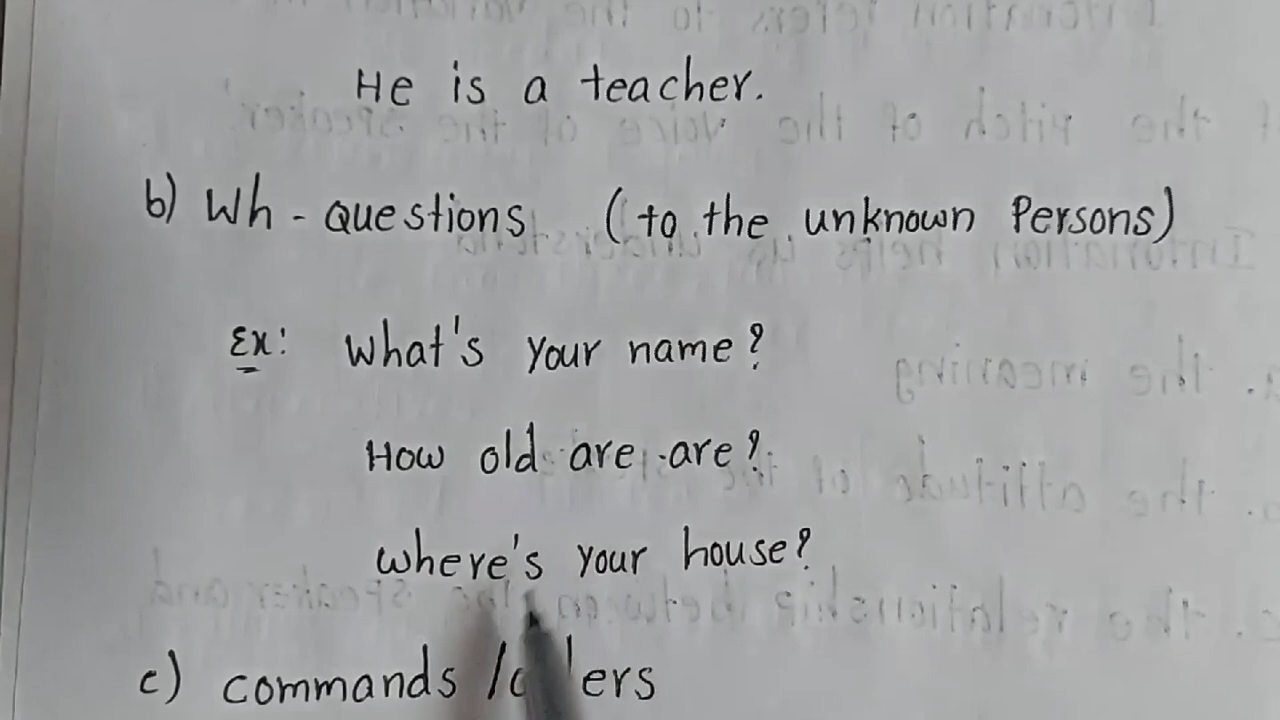 He is a teacher.
b) Wh - questions (to the unknown Persons)
Ex: What's your name?
How old are are?
where's your house?
c) commands /